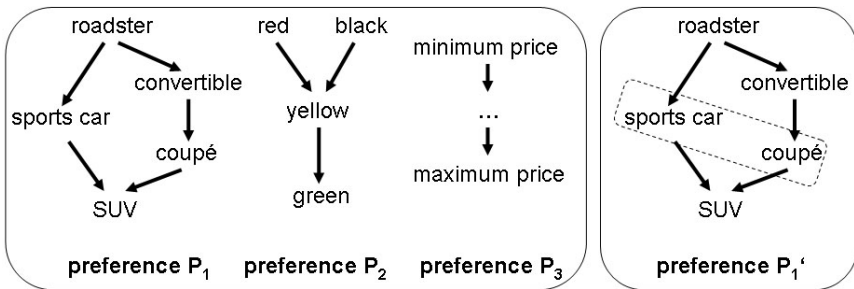 roadster
convertible
sports car
coupé
SUV
preference P₁
red black
yellow
green
preference P₂
minimum price
...
maximum price
preference P₃
roadster
convertible
sports car
coupé
SUV
preference P₁‘